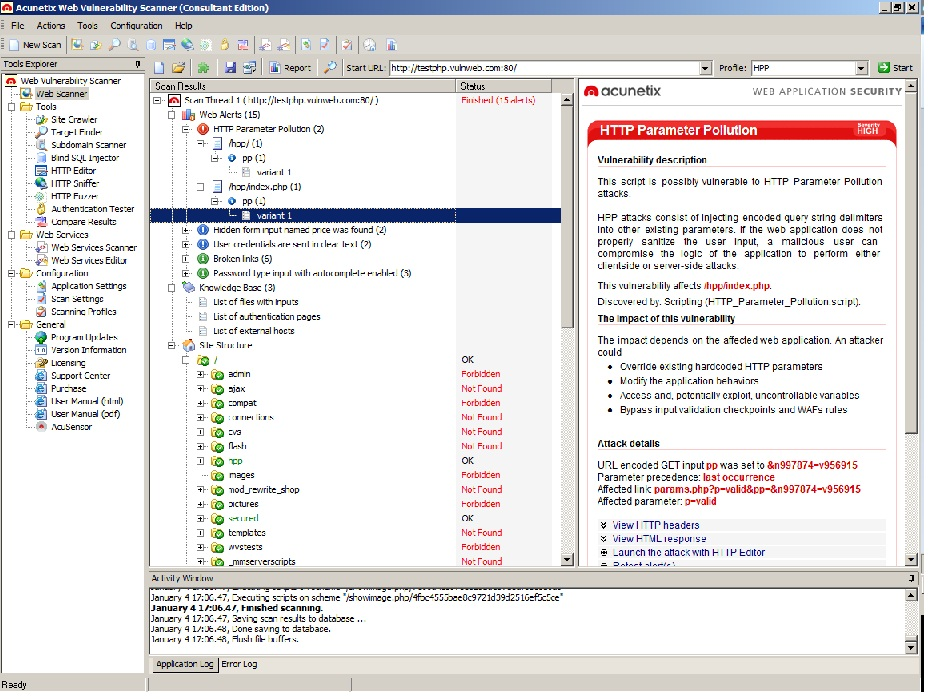 Acunetix Web Vulnerability Scanner (Consultant Edition)
File Actions Tools Configuration Help
New Scan
Tools Explorer
Web Vulnerability Scanner
Web Scanner
Tools
Site Crawler
Target Finder
Subdomain Scanner
Blind SQL Injector
HTTP Editor
HTTP Sniffer
HTTP Fuzzer
Authentication Tester
Compare Results
Web Services
Web Services Scanner
Web Services Editor
Configuration
Application Settings
Scan Settings
Scanning Profiles
General
Program Updates
Version Information
Licensing
Support Center
Purchase
User Manual (html)
User Manual (pdf)
AcuSensor
Report Start URL: http://testphp.vulnweb.com:80/ Profile: HPP Start
Scan Results Status
Scan Thread 1 ( http://testphp.vulnweb.com:80/ ) Finished (15 alerts)
Web Alerts (15)
HTTP Parameter Pollution (2)
/hpp/ (1)
pp (1)
variant 1
/hpp/index.php (1)
pp (1)
variant 1
Hidden form input named price was found (2)
User credentials are sent in clear text (2)
Broken links (6)
Password type input with autocomplete enabled (3)
Knowledge Base (3)
List of files with inputs
List of authentication pages
List of external hosts
Site Structure
/ OK
admin Forbidden
ajax Not Found
compat Forbidden
connections Not Found
cvs Not Found
flash Not Found
hpp OK
images Forbidden
mod_rewrite_shop Not Found
pictures Forbidden
secured OK
templates Not Found
wvstests Forbidden
_mmserverscripts Not Found
acunetix WEB APPLICATION SECURITY
HTTP Parameter Pollution Severity HIGH
Vulnerability description
This script is possibly vulnerable to HTTP Parameter Pollution
attacks.
HPP attacks consist of injecting encoded query string delimiters
into other existing parameters. If the web application does not
properly sanitize the user input, a malicious user can
compromise the logic of the application to perform either
clientside or server-side attacks.
This vulnerability affects /hpp/index.php.
Discovered by: Scripting (HTTP_Parameter_Pollution.script).
The impact of this vulnerability
The impact depends on the affected web application. An attacker
could
Override existing hardcoded HTTP parameters
Modify the application behaviors
Access and, potentially exploit, uncontrollable variables
Bypass input validation checkpoints and WAFs rules
Attack details
URL encoded GET input pp was set to &n997874=v956915
Parameter precedence: last occurrence
Affected link: params.php?p=valid&pp=&n997874=v956915
Affected parameter: p=valid
View HTTP headers
View HTML response
Launch the attack with HTTP Editor
Retest alert(s)
Activity Window
January 4 17:06.47, Executing scripts on scheme
January 4 17:06.47, Finished scanning.
January 4 17:06.47, Saving scan results to database ...
January 4 17:06.48, Done saving to database.
January 4 17:06.48, Flush file buffers.
Application Log Error Log
Ready